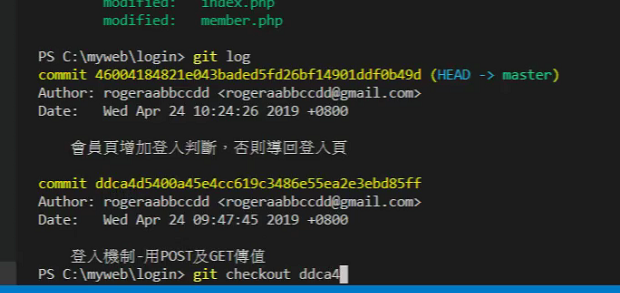 modified:   index.php
modified:   member.php
PS C:\myweb\login> git log
commit 46004184821e043baded5fd26bf14901ddf0b49d (HEAD -> master)
Author: rogeraabbccdd <rogeraabbccdd@gmail.com>
Date:   Wed Apr 24 10:24:26 2019 +0800
會員頁增加登入判斷，否則導回登入頁
commit ddca4d5400a45e4cc619c3486e55ea2e3ebd85ff
Author: rogeraabbccdd <rogeraabbccdd@gmail.com>
Date:   Wed Apr 24 09:47:45 2019 +0800
登入機制-用POST及GET傳值
PS C:\myweb\login> git checkout ddca4